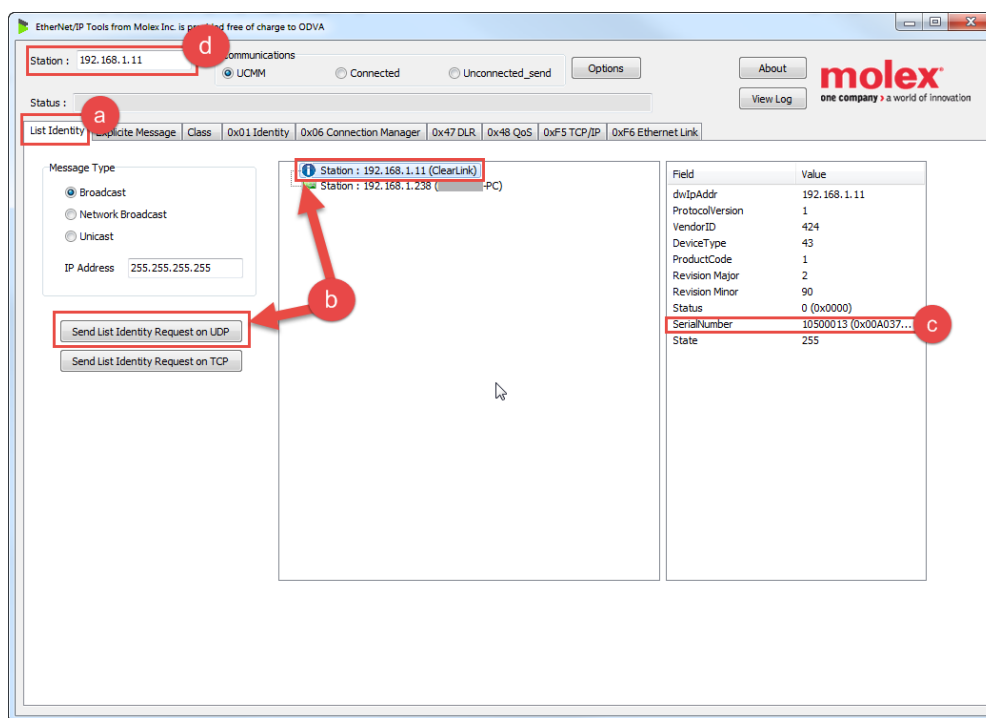 EtherNet/IP Tools from Molex Inc. is provided free of charge to ODVA
d
Station : 192.168.1.11
Communications
UCMM Connected Unconnected_send Options
About
View Log
molex
one company > a world of innovation
Status :
a
List Identity Explicite Message Class 0x01 Identity 0x06 Connection Manager 0x47 DLR 0x48 QoS 0xF5 TCP/IP 0xF6 Ethernet Link
Message Type
Broadcast
Network Broadcast
Unicast
IP Address 255.255.255.255
Send List Identity Request on UDP
Send List Identity Request on TCP
Station : 192.168.1.11 (ClearLink)
Station : 192.168.1.238 ( -PC)
b
Field Value
dwIpAddr 192.168.1.11
ProtocolVersion 1
VendorID 424
DeviceType 43
ProductCode 1
Revision Major 2
Revision Minor 90
Status 0 (0x0000)
SerialNumber 10500013 (0x00A037...
c
State 255